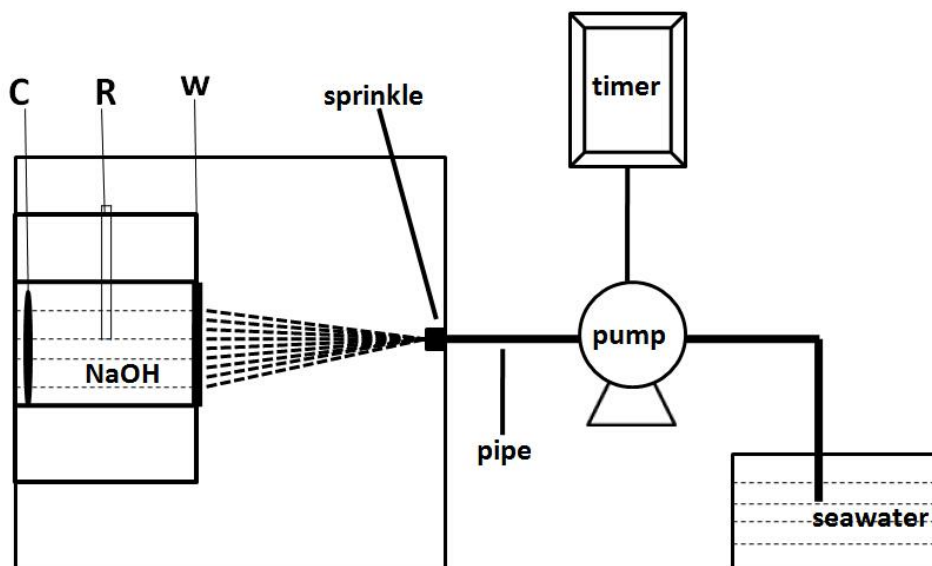 C R w
sprinkle
timer
pump
NaOH
pipe
seawater